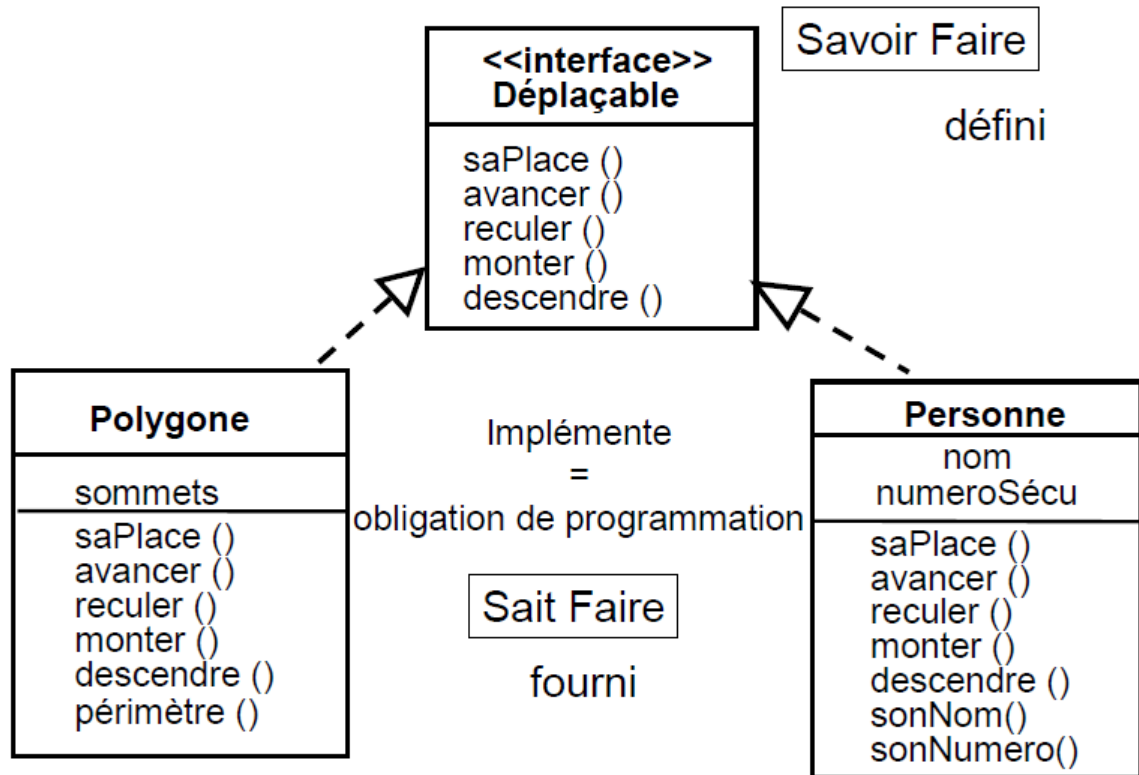 Savoir Faire
défini
<<interface>>
Déplaçable
saPlace ()
avancer ()
reculer ()
monter ()
descendre ()
Polygone
sommets
saPlace ()
avancer ()
reculer ()
monter ()
descendre ()
périmètre ()
Implémente
=
obligation de programmation
Sait Faire
fourni
Personne
nom
numeroSécu
saPlace ()
avancer ()
reculer ()
monter ()
descendre ()
sonNom()
sonNumero()